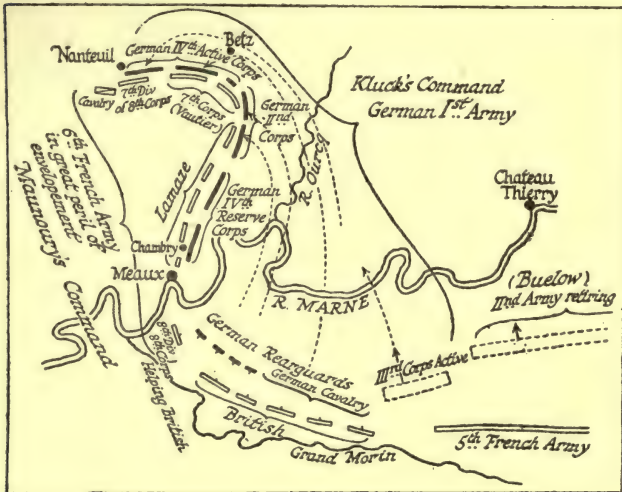 German IVth Active Corps
Betz
Nanteuil
Cavalry
7th Div
of 8th Corps
7th Corps
(Vautier)
German
IInd
Corps
Kluck's Command
German 1st Army
6th French Army
in great peril of
envelopement
Maunoury's
Command
Lamaze
German
IVth
Reserve
Corps
R. Ourcq
Chateau
Thierry
Chambry
Meaux
R. MARNE
(Buelow)
IInd Army retiring
8th Div
8th Corps
Helping British
German Rearguards
German Cavalry
IIIrd Corps Active
British
Grand Morin
5th French Army